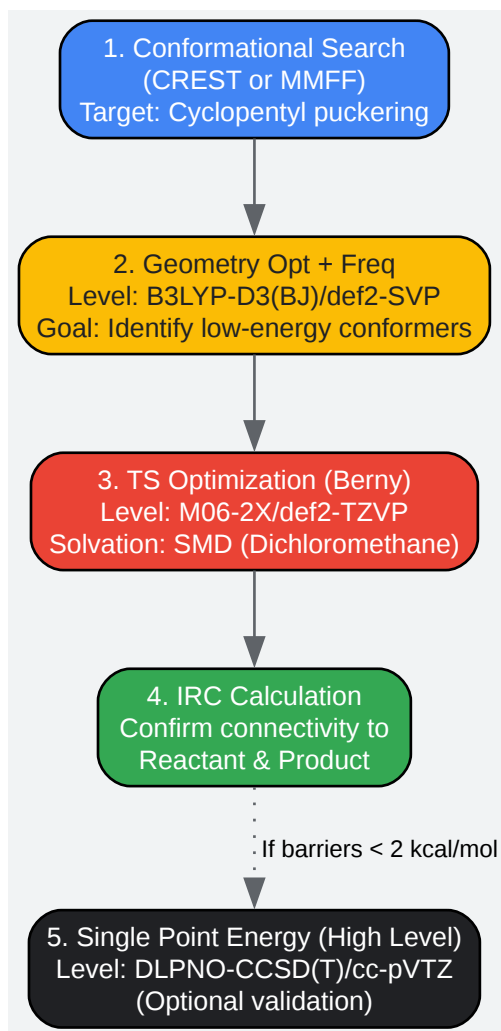 1. Conformational Search
(CREST or MMFF)
Target: Cyclopentyl puckering
2. Geometry Opt + Freq
Level: B3LYP-D3(BJ)/def2-SVP
Goal: Identify low-energy conformers
3. TS Optimization (Berny)
Level: M06-2X/def2-TZVP
Solvation: SMD (Dichloromethane)
4. IRC Calculation
Confirm connectivity to
Reactant & Product
If barriers < 2 kcal/mol
5. Single Point Energy (High Level)
Level: DLPNO-CCSD(T)/cc-pVTZ
(Optional validation)